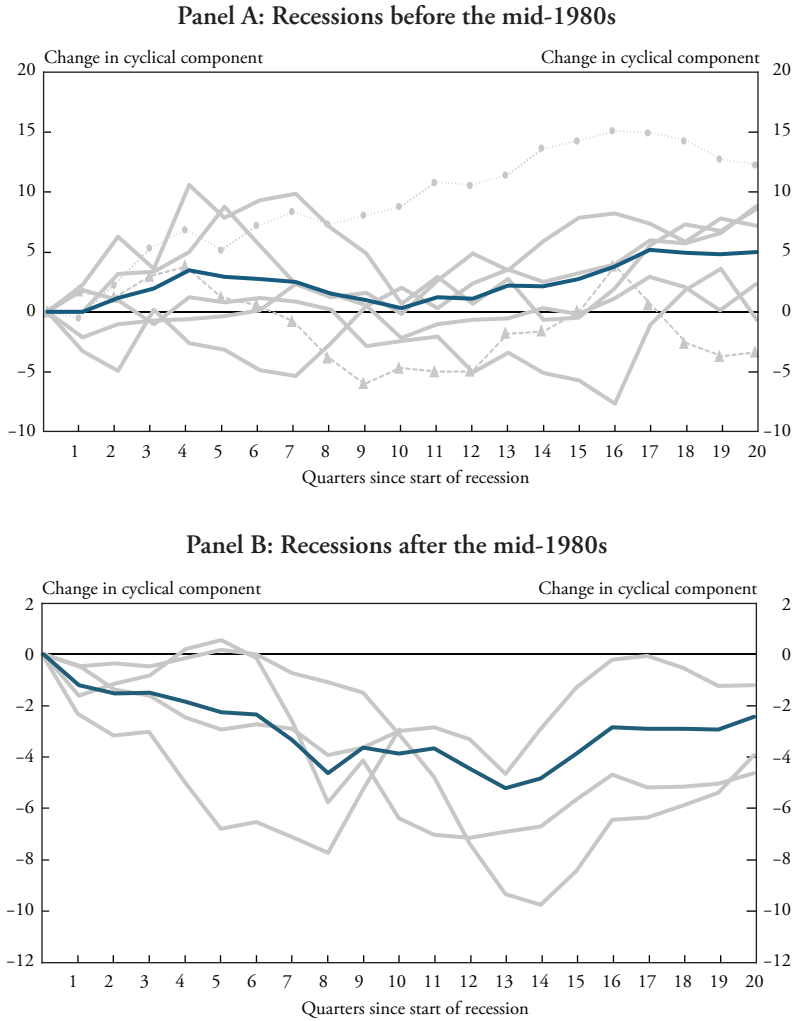 Panel A: Recessions before the mid-1980s
Change in cyclical component Change in cyclical component
20 20
15 15
10 10
5 5
0 0
–5 –5
–10 –10
1 2 3 4 5 6 7 8 9 10 11 12 13 14 15 16 17 18 19 20
Quarters since start of recession
Panel B: Recessions after the mid-1980s
Change in cyclical component Change in cyclical component
2 2
0 0
–2 –2
–4 –4
–6 –6
–8 –8
–10 –10
–12 –12
1 2 3 4 5 6 7 8 9 10 11 12 13 14 15 16 17 18 19 20
Quarters since start of recession